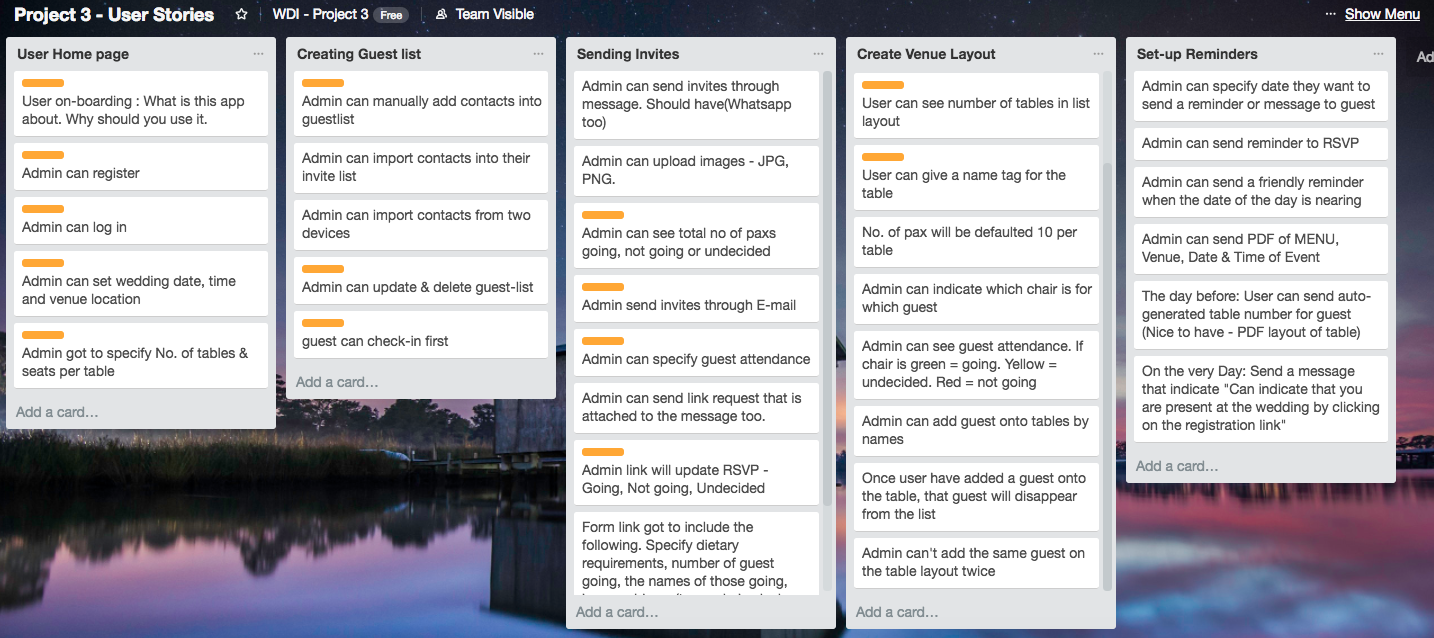 Project 3 - User Stories
WDI - Project 3
Free
Team Visible
Show Menu
User Home page
User on-boarding : What is this app
about. Why should you use it.
Admin can register
Admin can log in
Admin can set wedding date, time
and venue location
Admin got to specify No. of tables &
seats per table
Add a card…
Creating Guest list
Admin can manually add contacts into
guestlist
Admin can import contacts into their
invite list
Admin can import contacts from two
devices
Admin can update & delete guest-list
guest can check-in first
Add a card…
Sending Invites
Admin can send invites through
message. Should have(Whatsapp
too)
Admin can upload images - JPG,
PNG.
Admin can see total no of paxs
going, not going or undecided
Admin send invites through E-mail
Admin can specify guest attendance
Admin can send link request that is
attached to the message too.
Admin link will update RSVP -
Going, Not going, Undecided
Form link got to include the
following. Specify dietary
requirements, number of guest
going, the names of those going,
Add a card…
Create Venue Layout
User can see number of tables in list
layout
User can give a name tag for the
table
No. of pax will be defaulted 10 per
table
Admin can indicate which chair is for
which guest
Admin can see guest attendance. If
chair is green = going. Yellow =
undecided. Red = not going
Admin can add guest onto tables by
names
Once user have added a guest onto
the table, that guest will disappear
from the list
Admin can't add the same guest on
the table layout twice
Add a card…
Set-up Reminders
Admin can specify date they want to
send a reminder or message to guest
Admin can send reminder to RSVP
Admin can send a friendly reminder
when the date of the day is nearing
Admin can send PDF of MENU,
Venue, Date & Time of Event
The day before: User can send auto-
generated table number for guest
(Nice to have - PDF layout of table)
On the very Day: Send a message
that indicate "Can indicate that you
are present at the wedding by clicking
on the registration link"
Add a card…
Ad